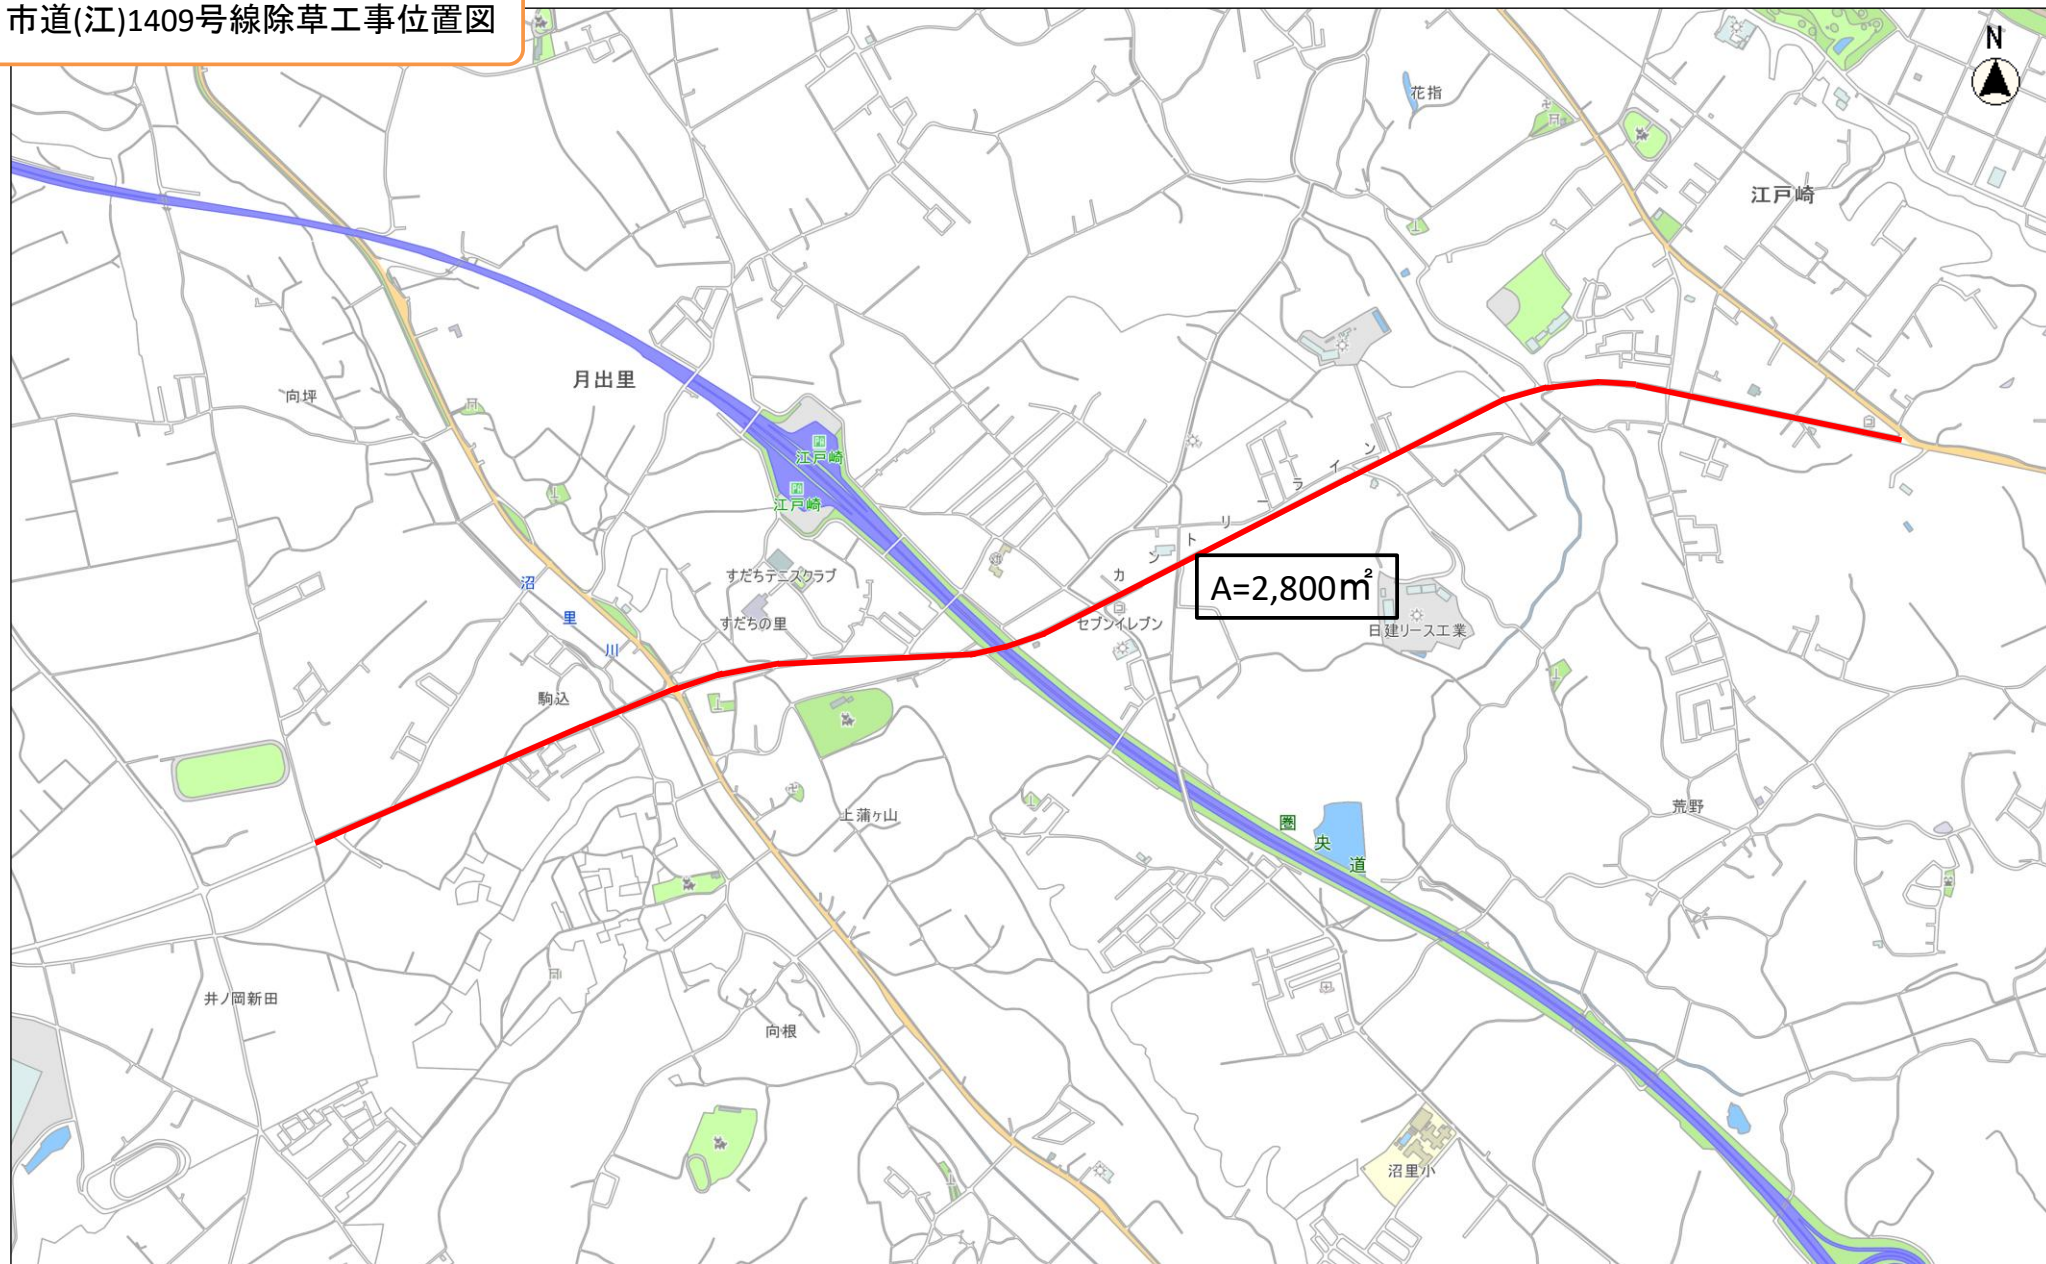 市道(江)1409号線除草工事位置図
N
花指
江戸崎
月出里
向坪
PA
江戸崎
PA
江戸崎
カントリーライン
すだちテニスクラブ
すだちの里
セブンイレブン
A=2,800㎡
日建リース工業
沼里川
駒込
上蒲ヶ山
圏央道
荒野
井ノ岡新田
向根
沼里小